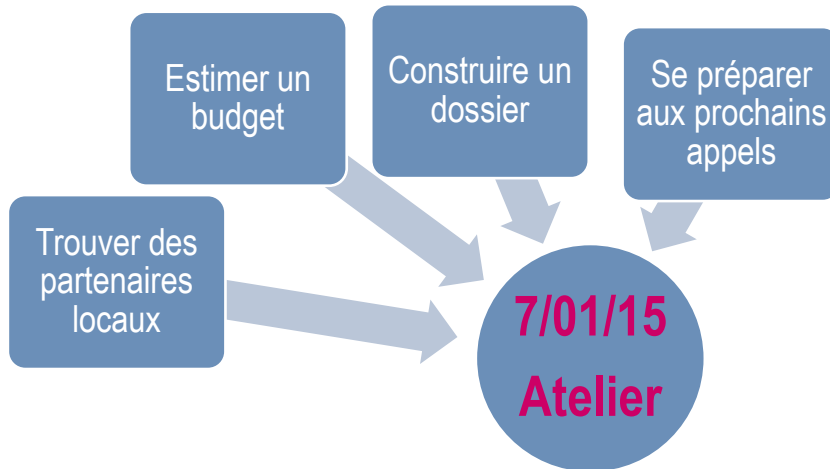 Estimer un
budget
Construire un
dossier
Se préparer
aux prochains
appels
Trouver des
partenaires
locaux
7/01/15
Atelier